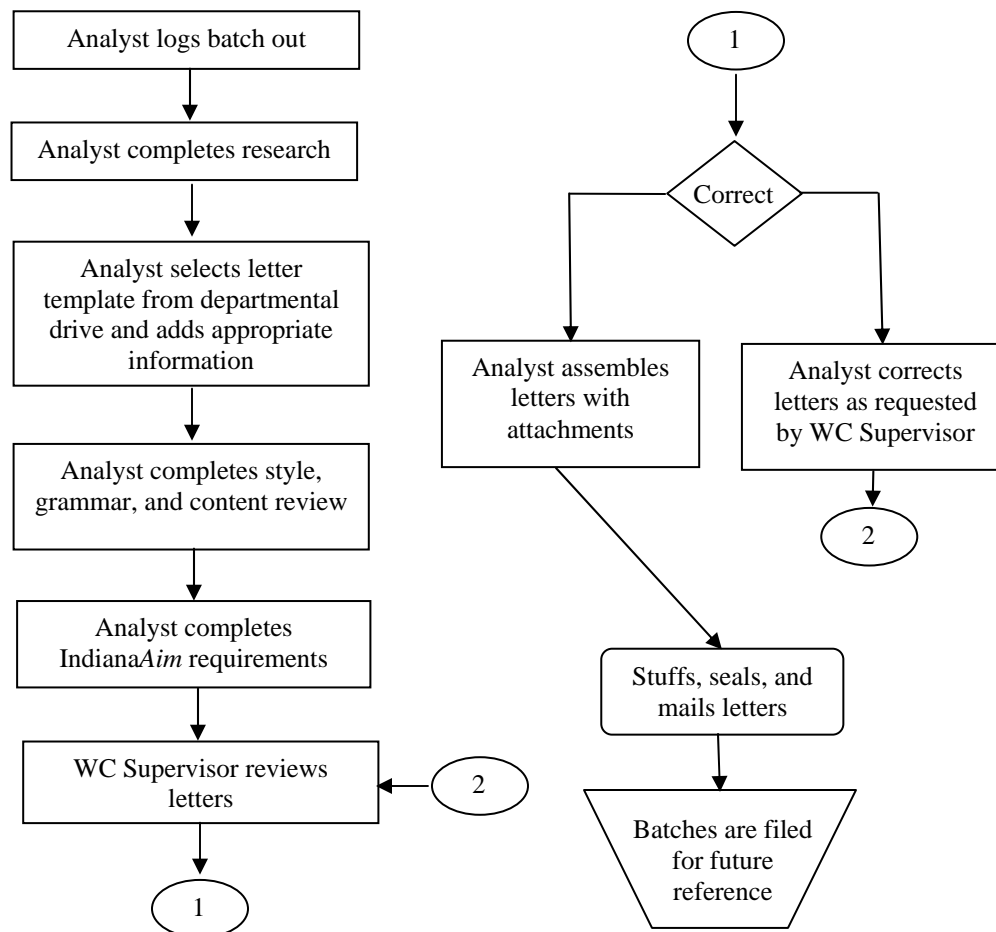 Analyst logs batch out
Analyst completes research
Analyst selects letter
template from departmental
drive and adds appropriate
information
Analyst completes style,
grammar, and content review
Analyst completes
IndianaAim requirements
WC Supervisor reviews
letters
2
1
1
Correct
Analyst assembles
letters with
attachments
Analyst corrects
letters as requested
by WC Supervisor
2
Stuffs, seals, and
mails letters
Batches are filed
for future
reference